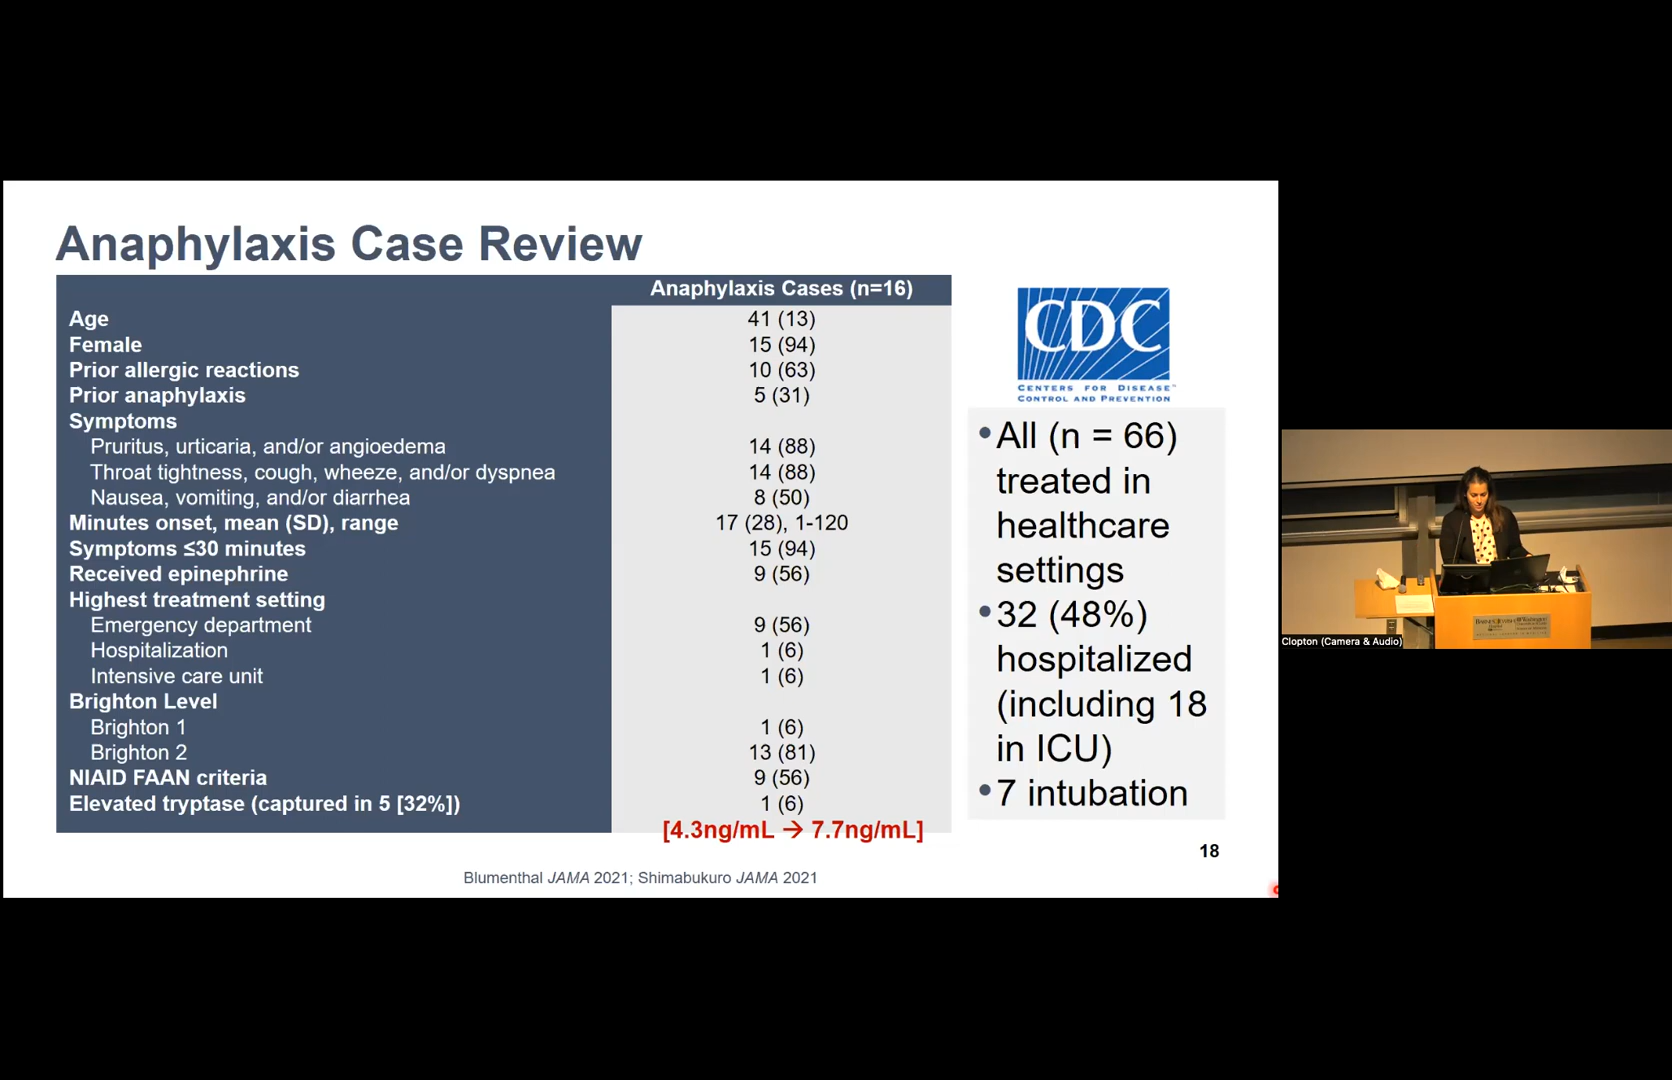 Anaphylaxis Case Review
Anaphylaxis Cases (n=16)
Age 41 (13)
Female 15 (94)
Prior allergic reactions 10 (63)
Prior anaphylaxis 5 (31)
Symptoms
Pruritus, urticaria, and/or angioedema 14 (88)
Throat tightness, cough, wheeze, and/or dyspnea 14 (88)
Nausea, vomiting, and/or diarrhea 8 (50)
Minutes onset, mean (SD), range 17 (28), 1-120
Symptoms ≤30 minutes 15 (94)
Received epinephrine 9 (56)
Highest treatment setting
Emergency department 9 (56)
Hospitalization 1 (6)
Intensive care unit 1 (6)
Brighton Level
Brighton 1 1 (6)
Brighton 2 13 (81)
NIAID FAAN criteria 9 (56)
Elevated tryptase (captured in 5 [32%]) 1 (6)
[4.3ng/mL → 7.7ng/mL]
CDC
CENTERS FOR DISEASE™
CONTROL AND PREVENTION
•All (n = 66)
treated in
healthcare
settings
•32 (48%)
hospitalized
(including 18
in ICU)
•7 intubation
18
Blumenthal JAMA 2021; Shimabukuro JAMA 2021
Clopton (Camera & Audio)